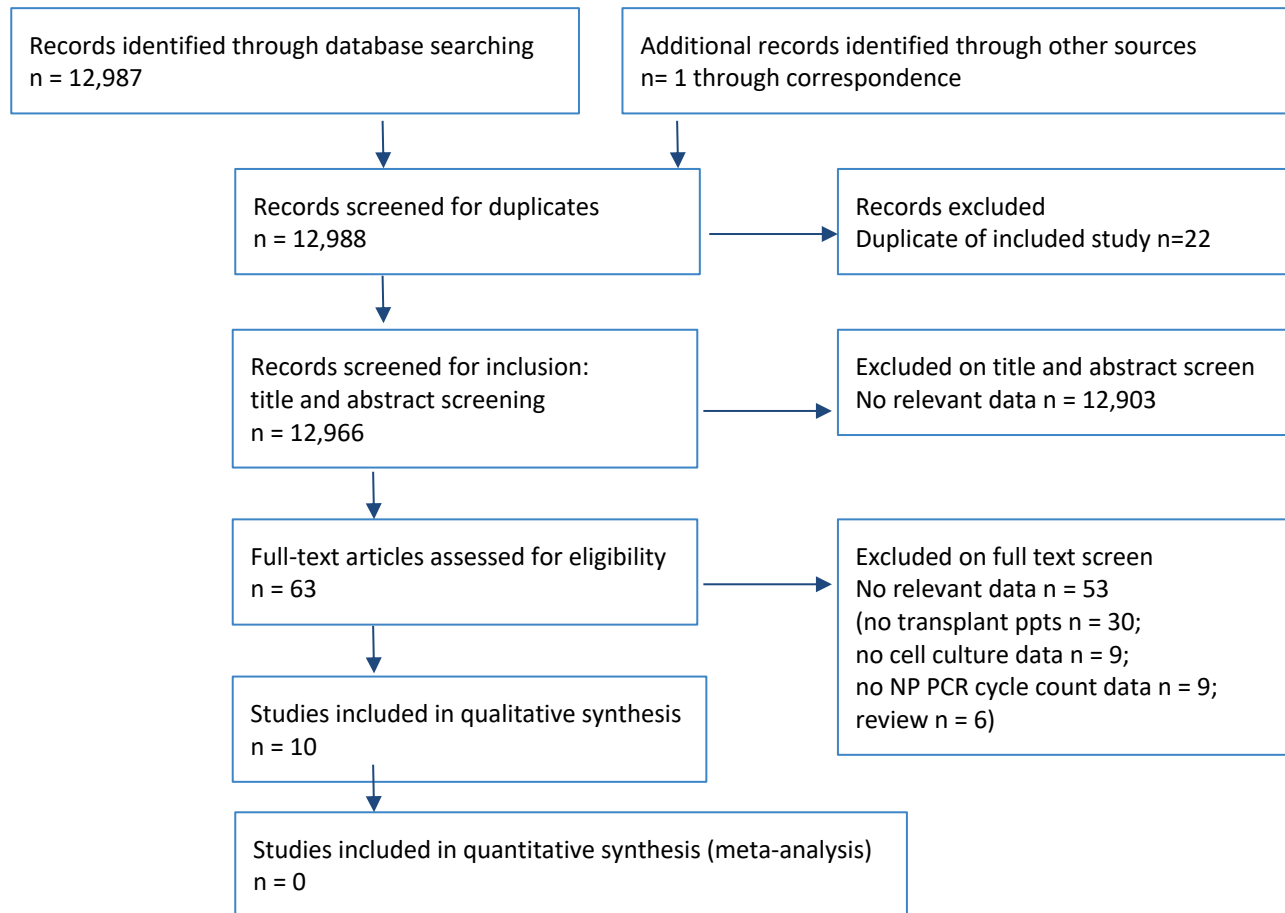 Records identified through database searching
n = 12,987
Additional records identified through other sources
n= 1 through correspondence
Records screened for duplicates
n = 12,988
Records excluded
Duplicate of included study n=22
Records screened for inclusion:
title and abstract screening
n = 12,966
Excluded on title and abstract screen
No relevant data n = 12,903
Full-text articles assessed for eligibility
n = 63
Excluded on full text screen
No relevant data n = 53
(no transplant ppts n = 30;
no cell culture data n = 9;
no NP PCR cycle count data n = 9;
review n = 6)
Studies included in qualitative synthesis
n = 10
Studies included in quantitative synthesis (meta-analysis)
n = 0